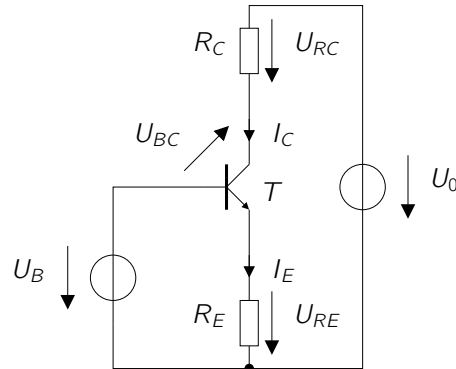 R_C U_RC
U_BC I_C
T U_0
U_B I_E
R_E U_RE